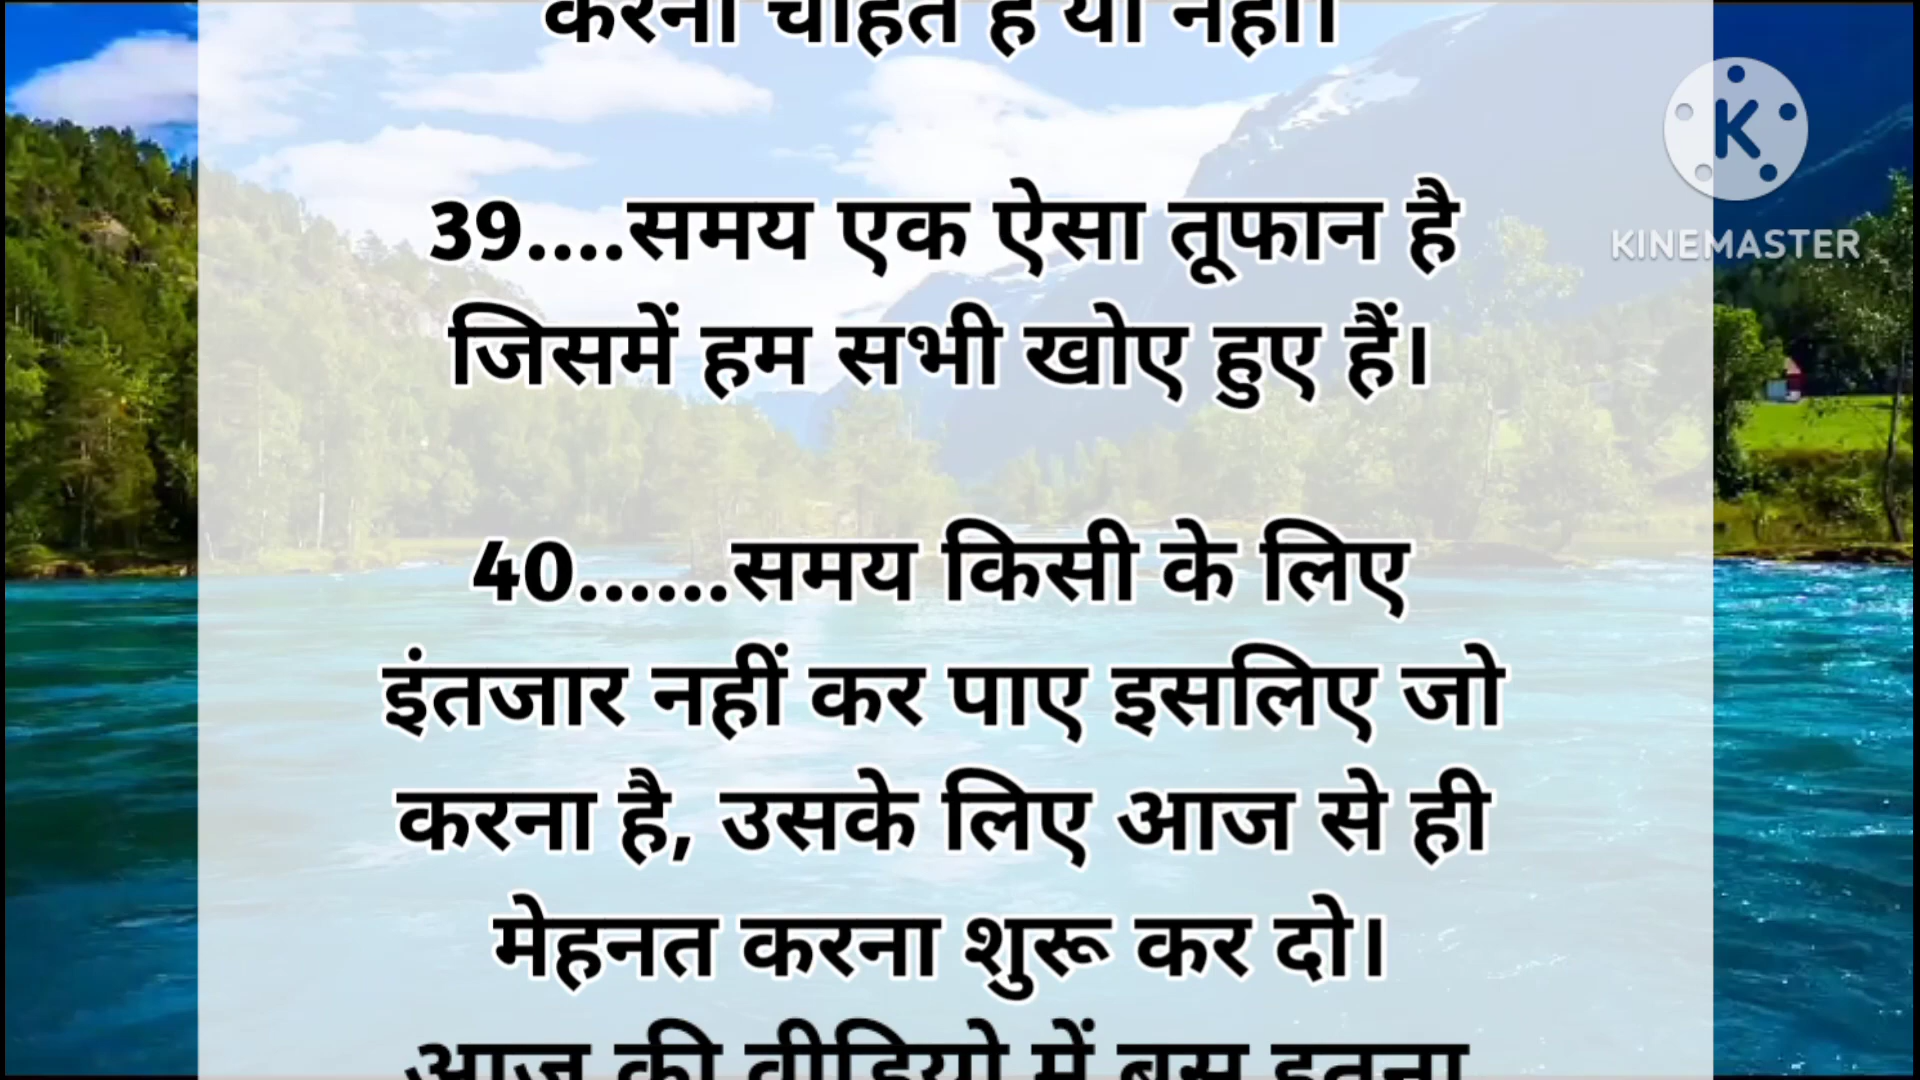 करना चाहते हैं या नहीं।
39....समय एक ऐसा तूफान है
जिसमें हम सभी खोए हुए हैं।
40......समय किसी के लिए
इंतजार नहीं कर पाए इसलिए जो
करना है, उसके लिए आज से ही
मेहनत करना शुरू कर दो।
आज की वीडियो में बस इतना
KINEMASTER